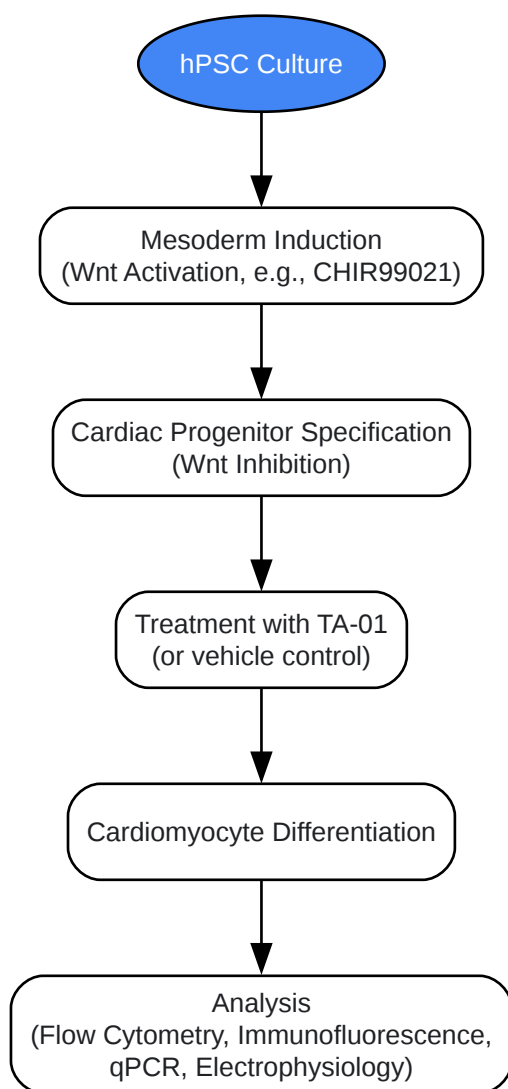 hPSC Culture
Mesoderm Induction
(Wnt Activation, e.g., CHIR99021)
Cardiac Progenitor Specification
(Wnt Inhibition)
Treatment with TA-01
(or vehicle control)
Cardiomyocyte Differentiation
Analysis
(Flow Cytometry, Immunofluorescence,
qPCR, Electrophysiology)